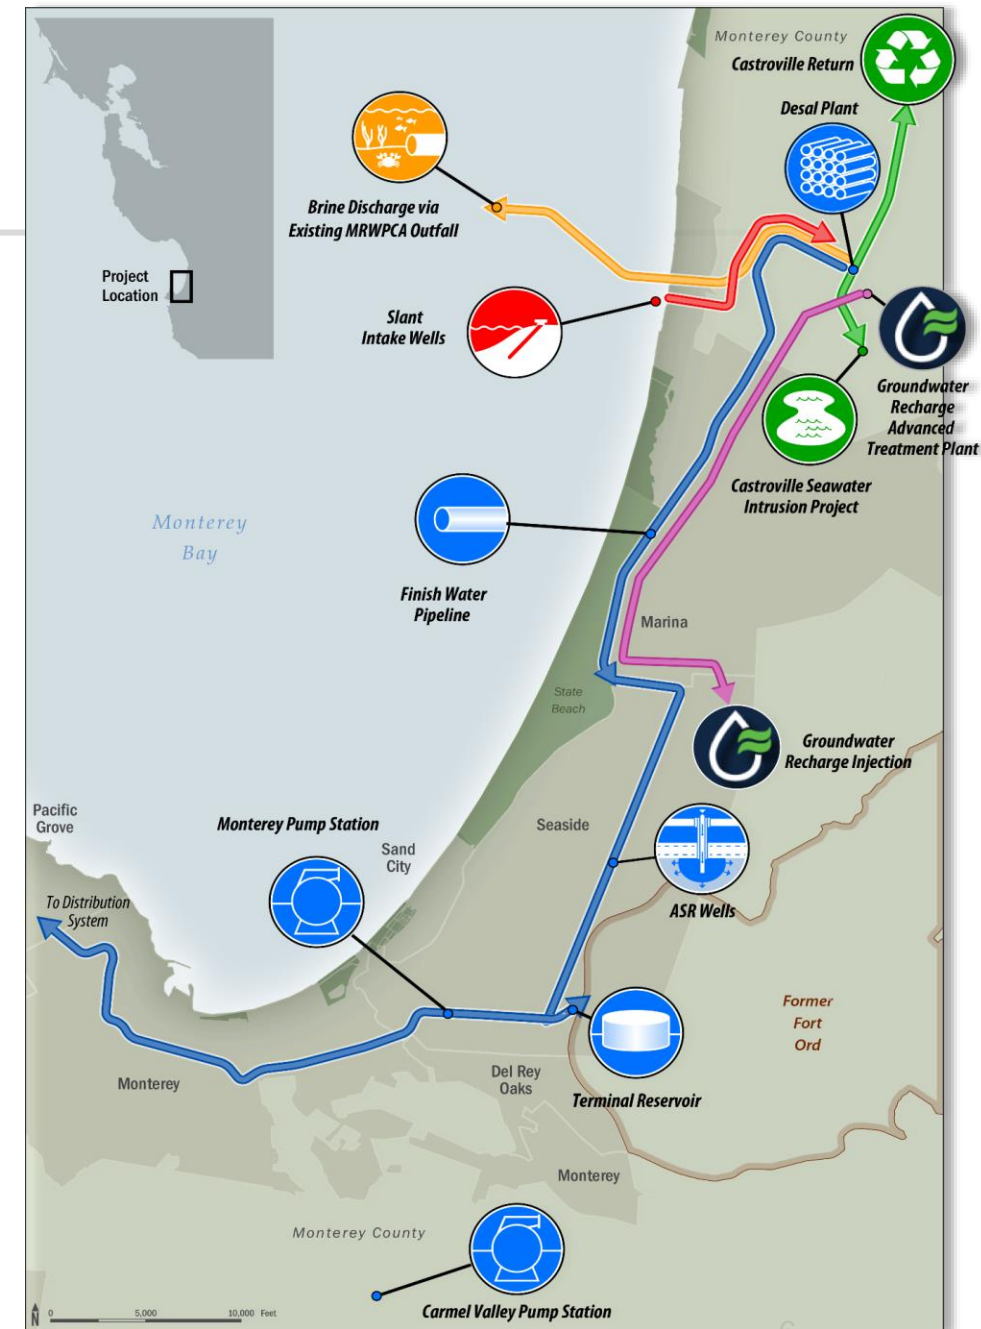 Monterey County
Castroville Return
Desal Plant
Brine Discharge via
Existing MRWPCA Outfall
Project
Location
Slant
Intake Wells
Groundwater
Recharge
Advanced
Treatment Plant
Castroville Seawater
Intrusion Project
Monterey
Bay
Finish Water
Pipeline
Marina
State
Beach
Groundwater
Recharge Injection
Pacific
Grove
Monterey Pump Station
Sand
City
Seaside
To Distribution
System
ASR Wells
Former
Fort
Ord
Monterey
Del Rey
Oaks
Terminal Reservoir
Monterey
Monterey County
Carmel Valley Pump Station
N
0 5,000 10,000 Feet